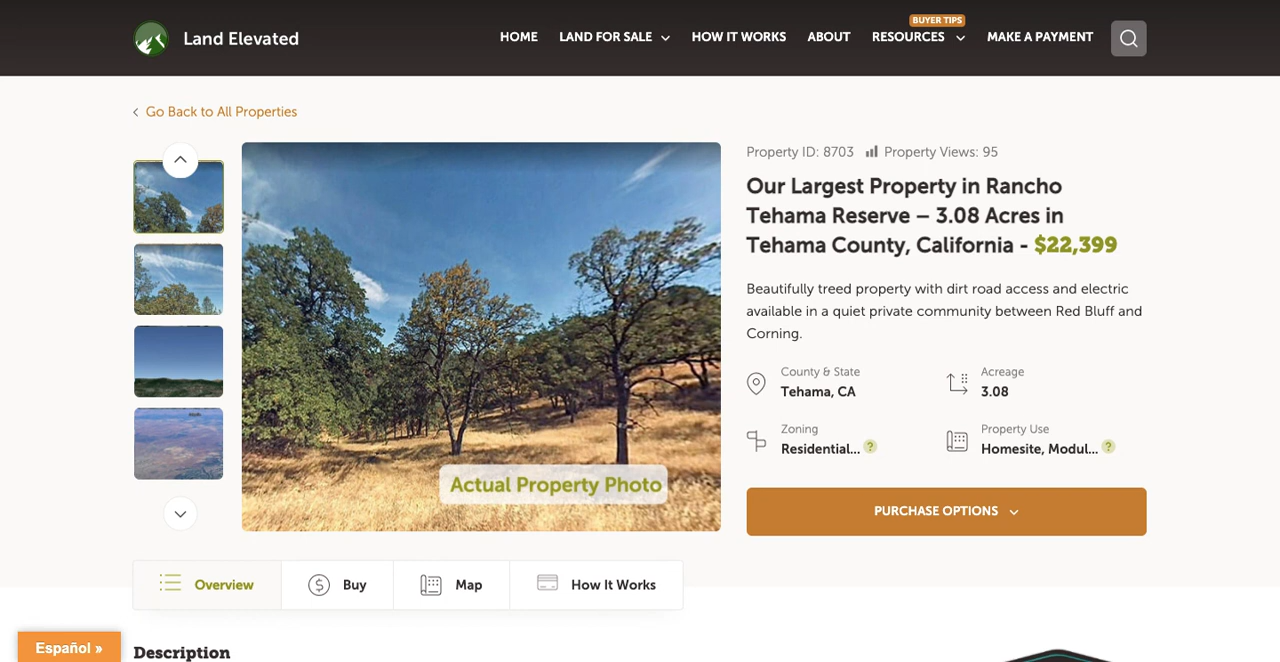 Land Elevated
HOME
LAND FOR SALE
HOW IT WORKS
ABOUT
BUYER TIPS
RESOURCES
MAKE A PAYMENT
Go Back to All Properties
Actual Property Photo
Property ID: 8703
Property Views: 95
Our Largest Property in Rancho
Tehama Reserve – 3.08 Acres in
Tehama County, California - $22,399
Beautifully treed property with dirt road access and electric
available in a quiet private community between Red Bluff and
Corning.
County & State
Tehama, CA
Acreage
3.08
Zoning
Residential... ?
Property Use
Homesite, Modul... ?
PURCHASE OPTIONS
Overview
Buy
Map
How It Works
Español »
Description